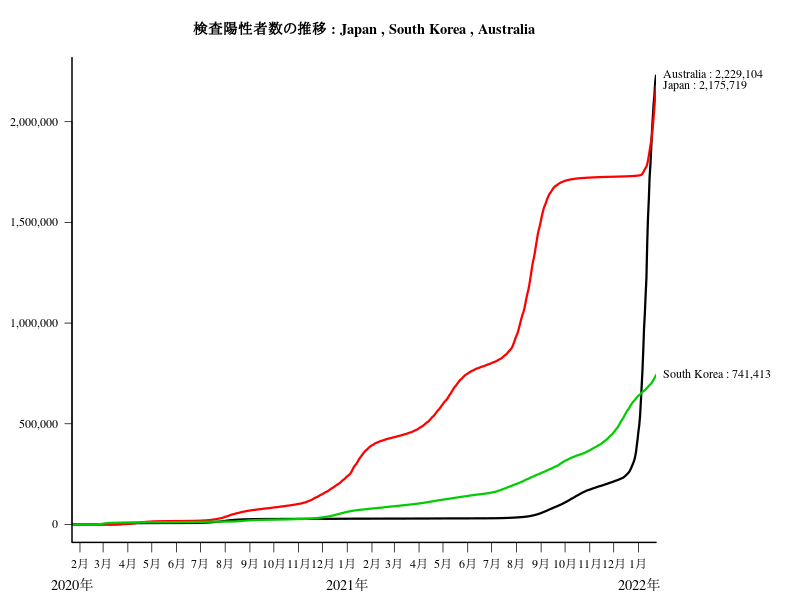 検査陽性者数の推移 : Japan , South Korea , Australia
Australia : 2,229,104
Japan : 2,175,719
2,000,000
1,500,000
1,000,000
South Korea : 741,413
500,000
0
2月 3月 4月 5月 6月 7月 8月 9月 10月 11月 12月 1月 2月 3月 4月 5月 6月 7月 8月 9月 10月 11月 12月 1月
2020年 2021年 2022年